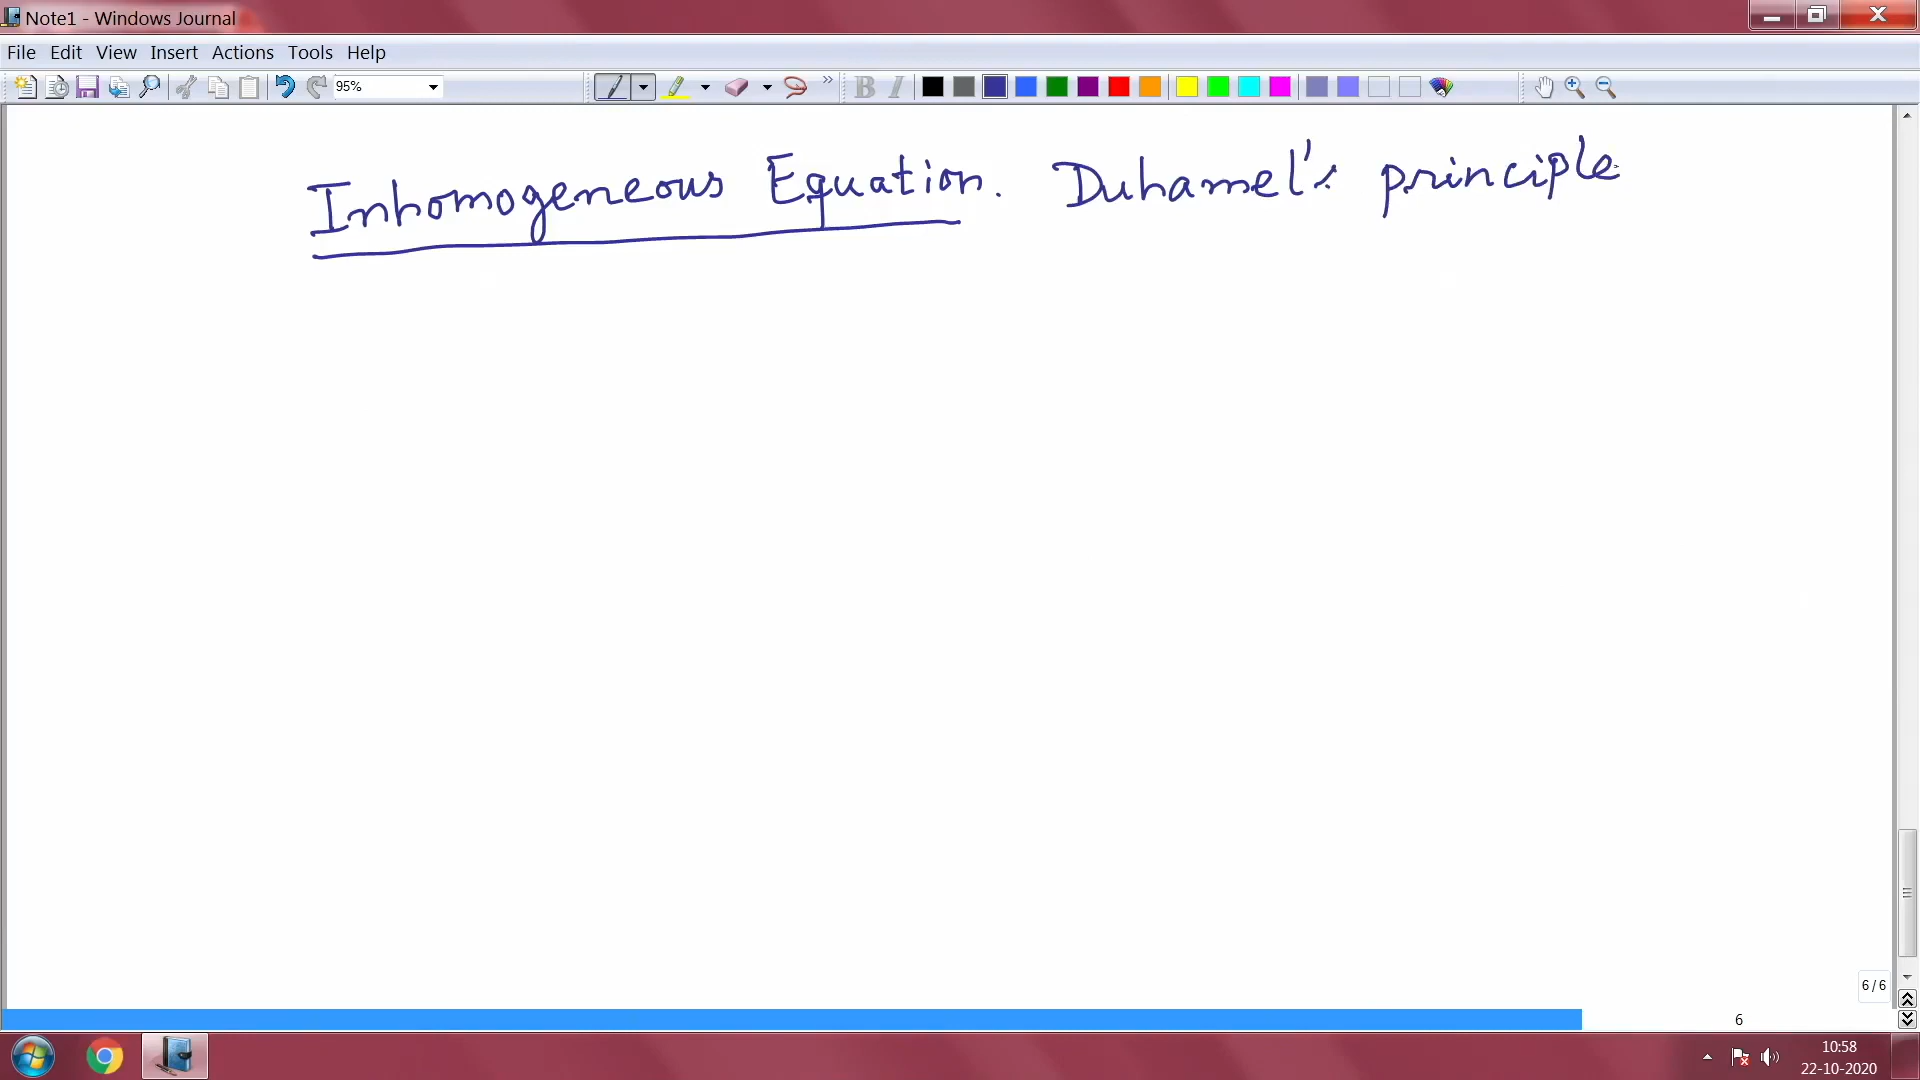 Note1 - Windows Journal
File Edit View Insert Actions Tools Help
95%
Inhomogeneous Equation. Duhamel's principle
6 / 6
6
10:58
22-10-2020